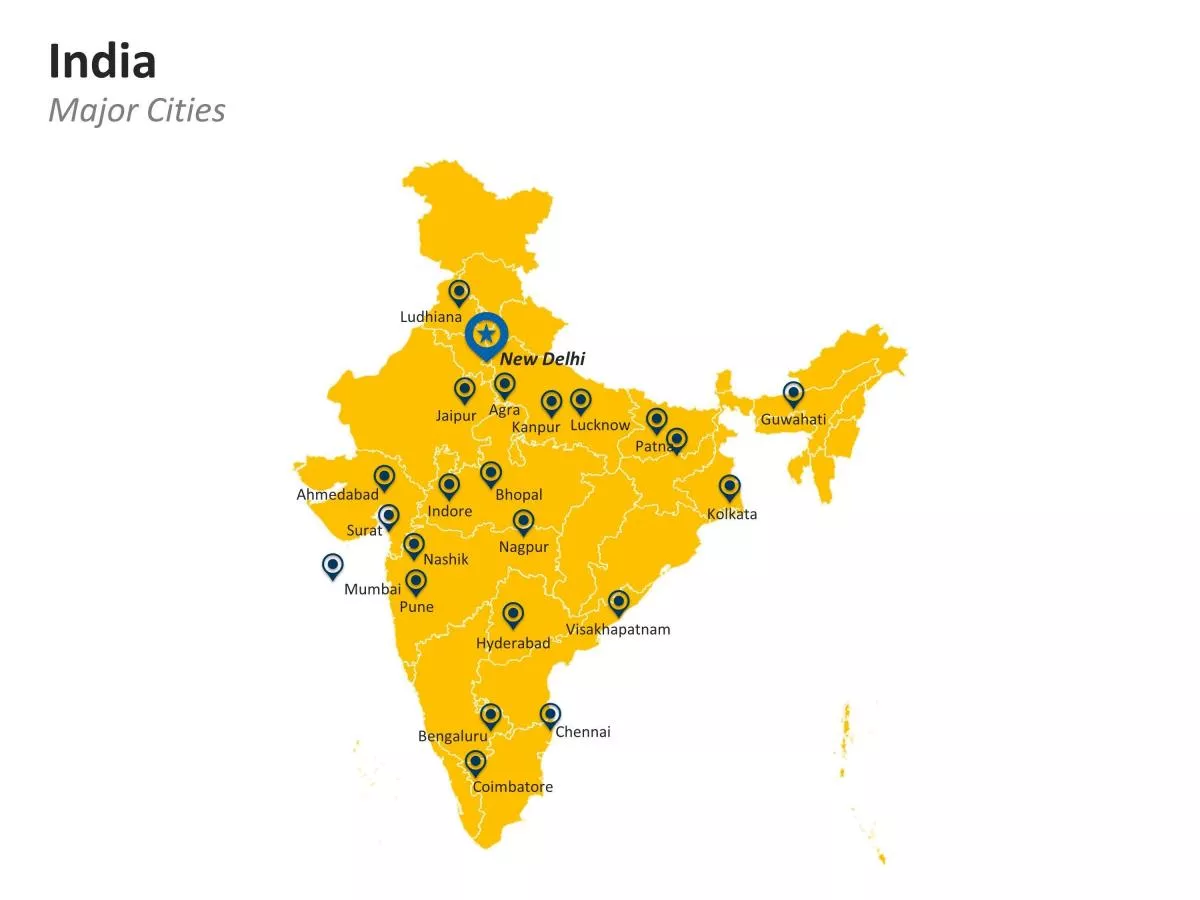 India
Major Cities
Ludhiana
New Delhi
Jaipur
Agra
Kanpur
Lucknow
Patna
Guwahati
Ahmedabad
Indore
Bhopal
Kolkata
Surat
Nashik
Nagpur
Mumbai
Pune
Visakhapatnam
Hyderabad
Bengaluru
Chennai
Coimbatore